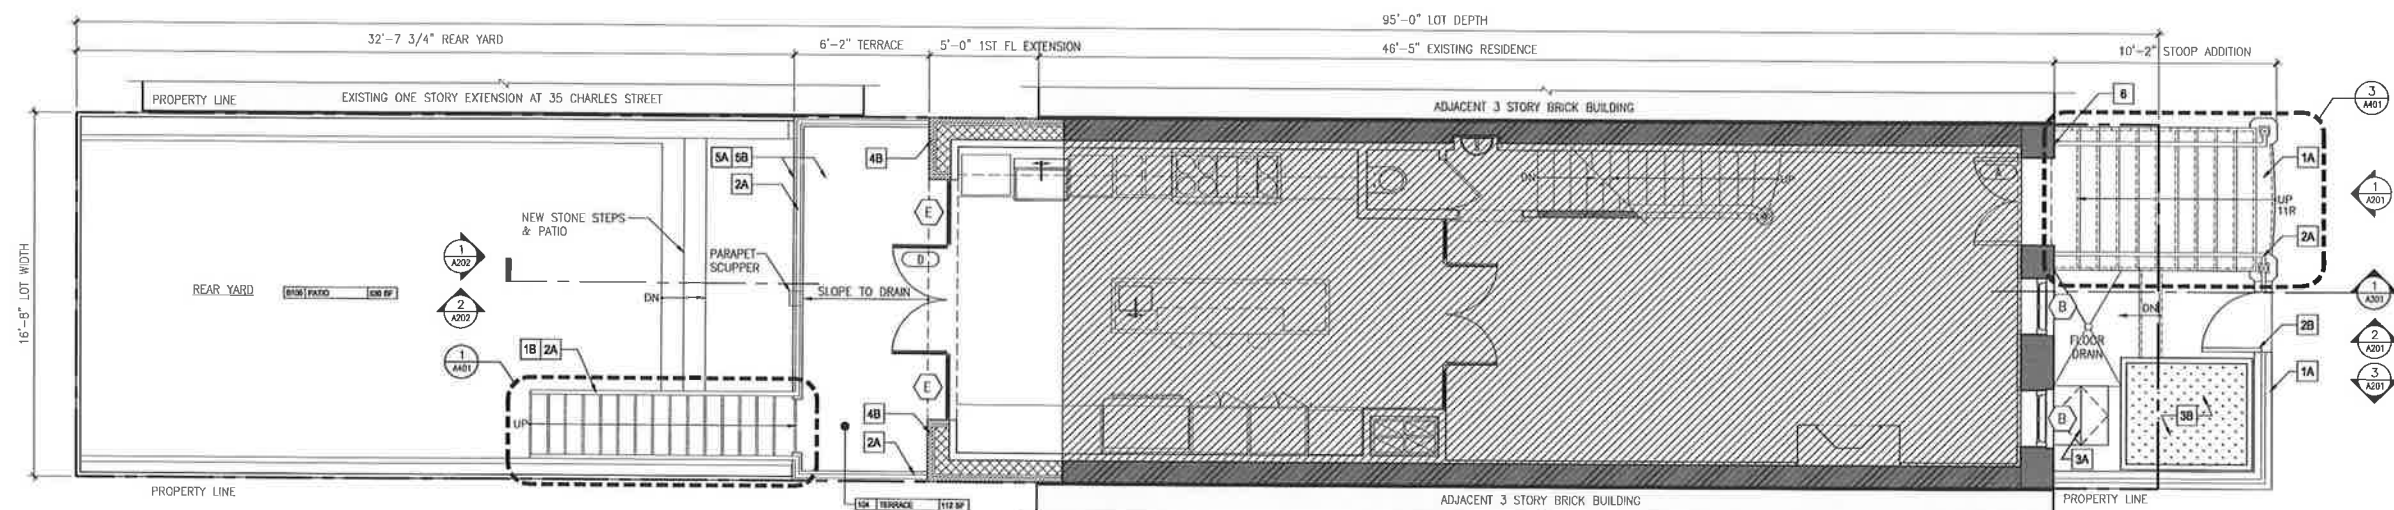 95'-0" LOT DEPTH
32'-7 3/4" REAR YARD
6'-2" TERRACE
5'-0" 1ST FL EXTENSION
46'-5" EXISTING RESIDENCE
10'-2" STOOP ADDITION
PROPERTY LINE
EXISTING ONE STORY EXTENSION AT 35 CHARLES STREET
ADJACENT 3 STORY BRICK BUILDING
6
3
A401
5A 5B
4B
2A
1A
1
A201
NEW STONE STEPS
& PATIO
E
DN
UP
A
UP
11R
2A
1
A202
PARAPET
SCUPPER
D
16'-8" LOT WIDTH
REAR YARD
PATIO
2
A202
DN
SLOPE TO DRAIN
B
DN
1
A301
FLOOR
DRAIN
2B
2
A201
1B 2A
1
A401
E
1A
3
A201
UP
4B
2A
B
3B
3A
PROPERTY LINE
104 TERRACE 112 SF
ADJACENT 3 STORY BRICK BUILDING
PROPERTY LINE